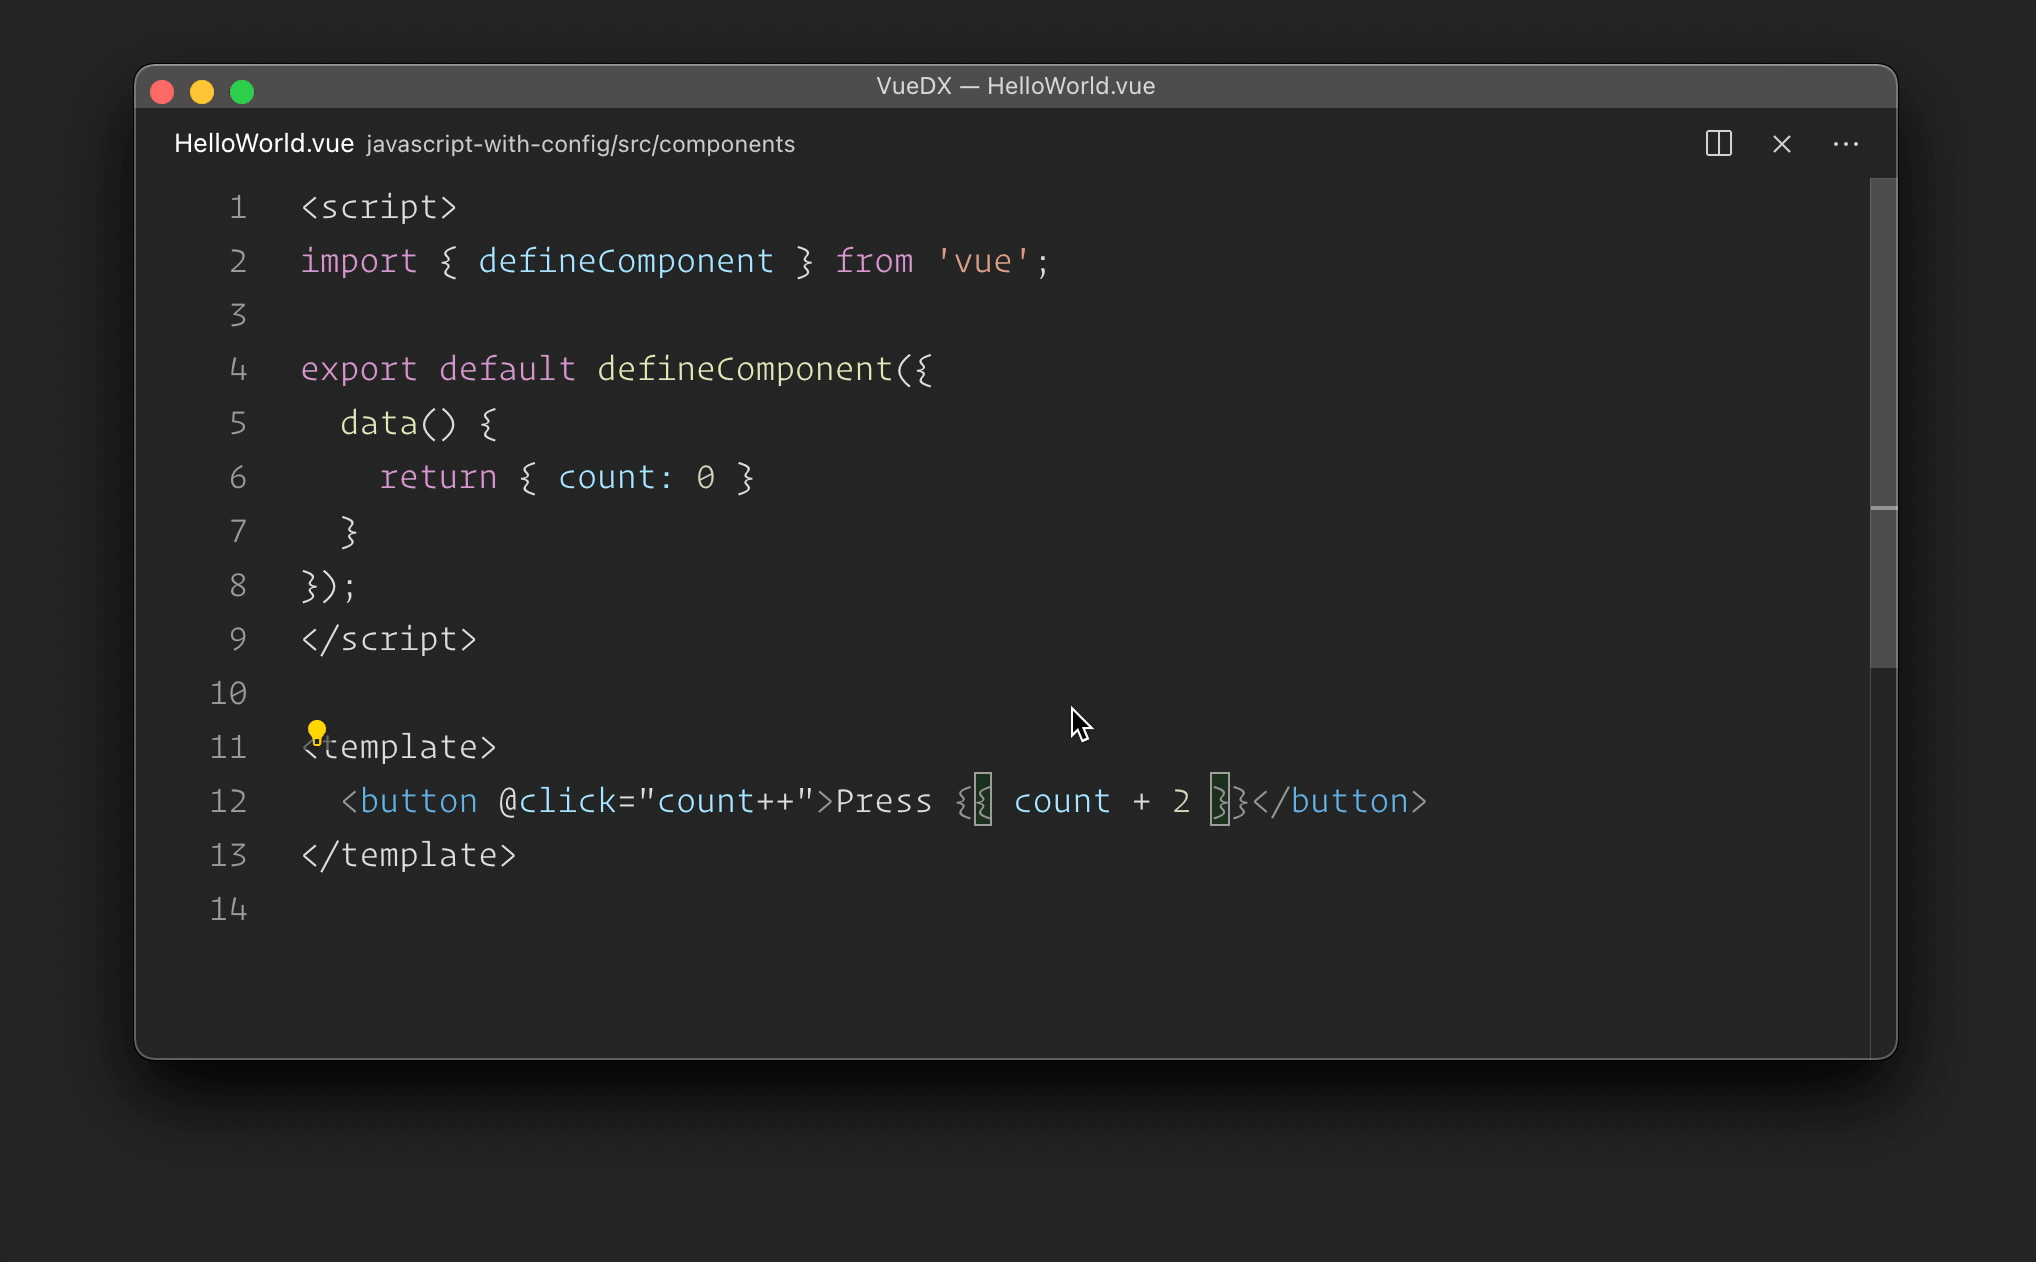 VueDX — HelloWorld.vue
HelloWorld.vue javascript-with-config/src/components
1 <script>
2 import { defineComponent } from 'vue';
3
4 export default defineComponent({
5   data() {
6     return { count: 0 }
7   }
8 });
9 </script>
10
11 <template>
12   <button @click="count++">Press {{ count + 2 }}</button>
13 </template>
14